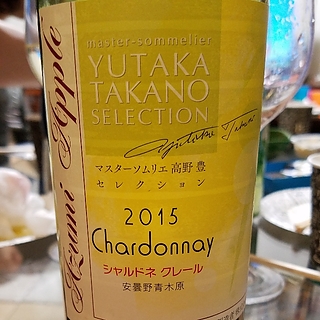 master-sommelier
YUTAKA
TAKANO
SELECTION
Yutaka Takano
マスターソムリエ 高野 豊
セレクション
2015
Chardonnay
シャルドネ クレール
安曇野青木原
Azumi Apple